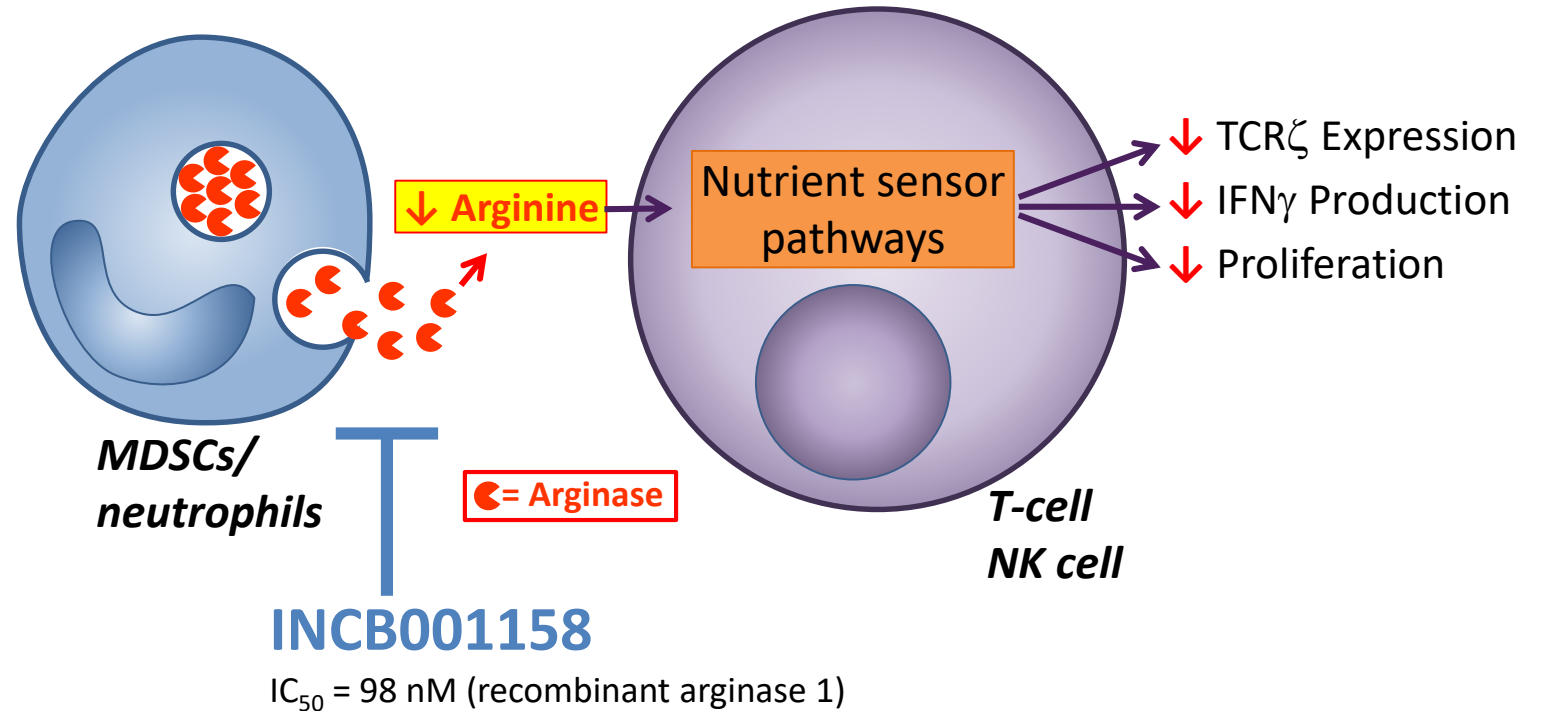 ↓ Arginine
Nutrient sensor
pathways
↓ TCRζ Expression
↓ IFNγ Production
↓ Proliferation
MDSCs/
neutrophils
= Arginase
T-cell
NK cell
INCB001158
IC₅₀ = 98 nM (recombinant arginase 1)